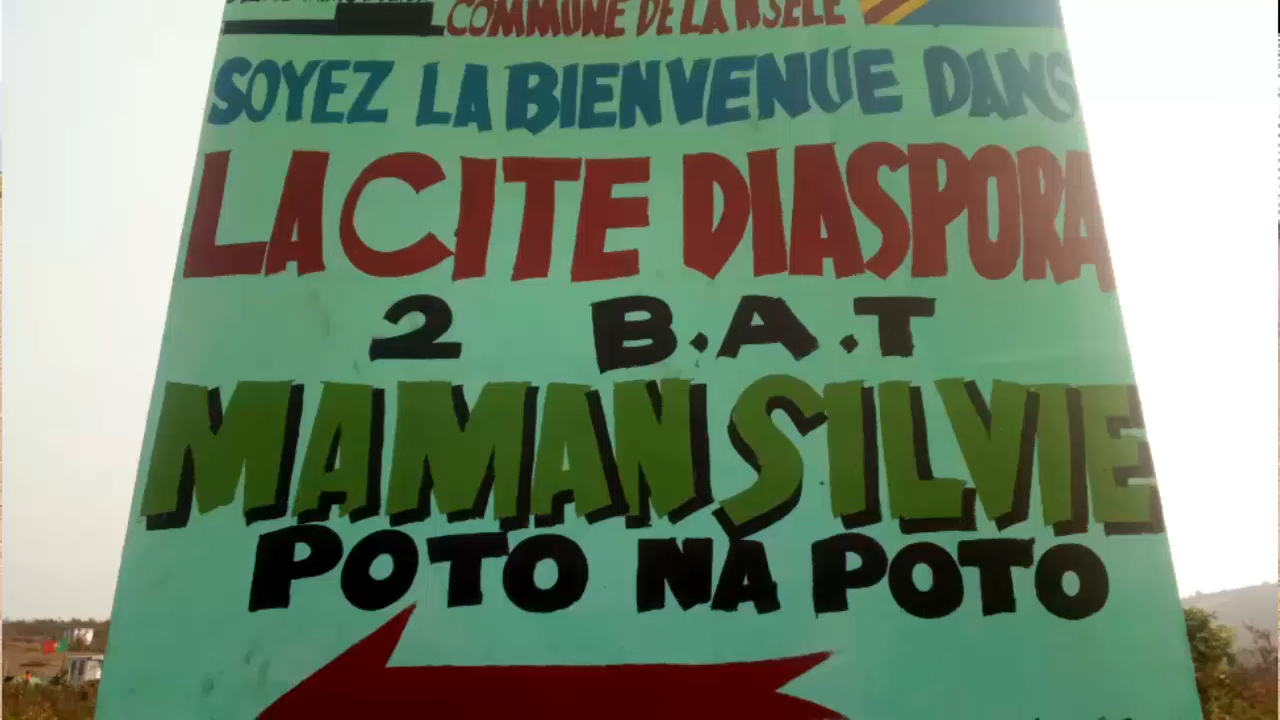 COMMUNE DE LA NSELE
SOYEZ LA BIENVENUE DANS
LA CITE DIASPORA
2 B.A.T
MAMAN SILVIE
POTO NA POTO